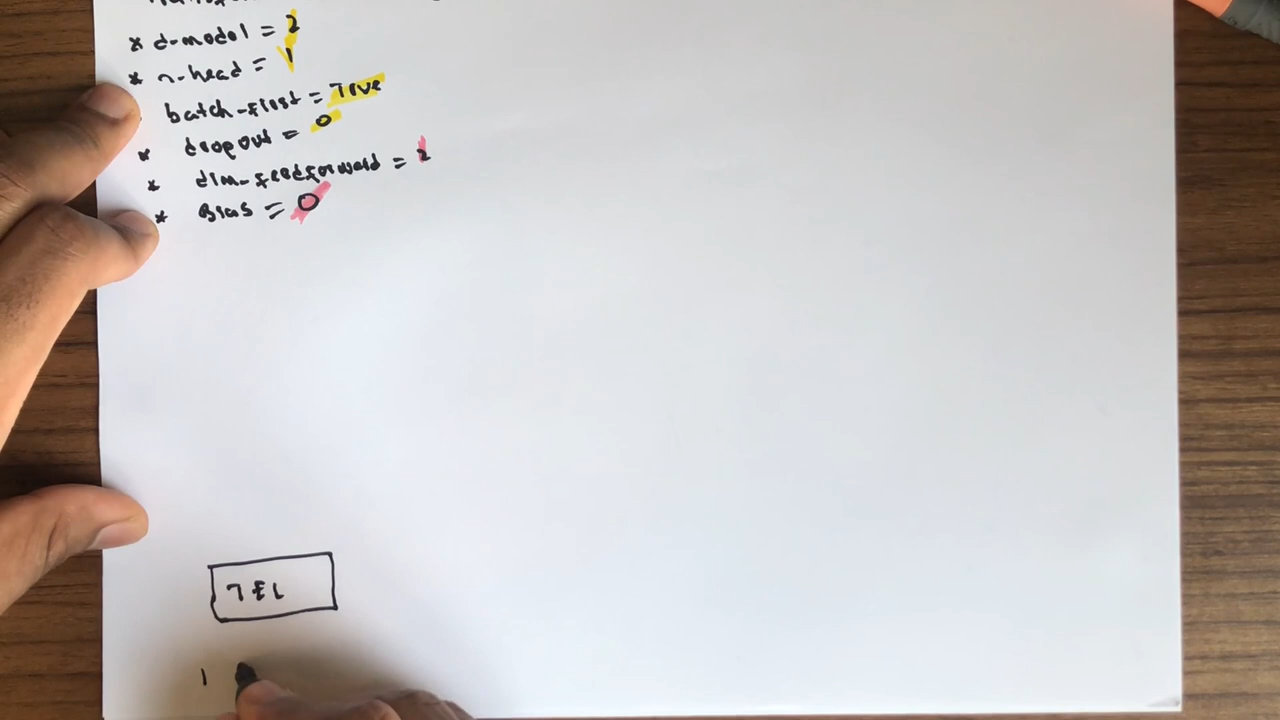 * d-model = 2
* n-head = 1
batch-first = True
* dropout = 0
* dim-feedforward = 2
* Bias = 0
TEL
1